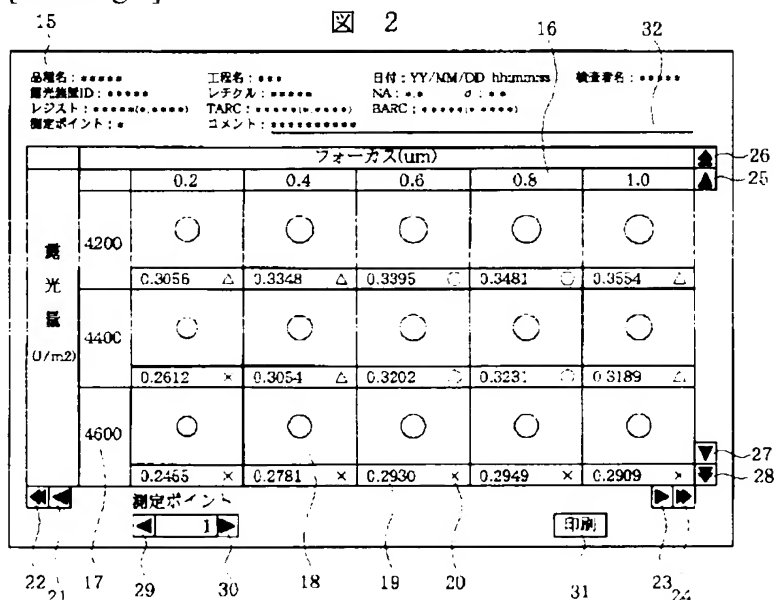 15
図 2
16
32
品種名：*****
工程名：***
日付：YY/MM/DD hh:mm:ss
検査者名：*****
露光装置ID：*****
レチクル：*****
NA：*.* σ：**
レジスト：*****(*.****)
TARC：*****(*.****)
BARC：*****(*.****)
測定ポイント：*
コメント：**********
フォーカス(um)
26
0.2 0.4 0.6 0.8 1.0
25
露光量
(J/m2)
4200
0.3056 △ 0.3348 △ 0.3395 ○ 0.3481 ○ 0.3554 △
4400
0.2612 × 0.3054 △ 0.3202 ○ 0.3231 ○ 0.3189 △
4600
27
0.2465 × 0.2781 × 0.2930 × 0.2949 × 0.2909 ×
28
測定ポイント
1
印刷
22 21 17 29 30 18 19 20 31 23 24